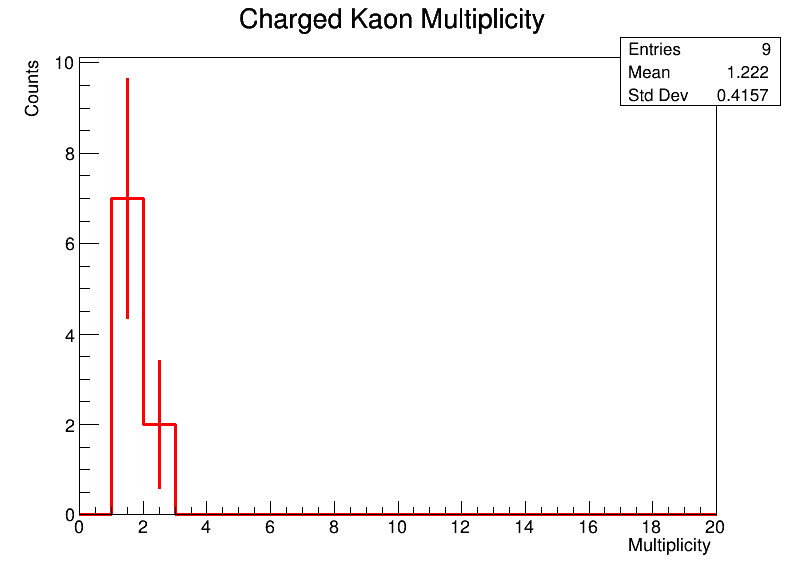 Charged Kaon Multiplicity
Entries 9
Mean 1.222
Std Dev 0.4157
Counts
10
8
6
4
2
0
0 2 4 6 8 10 12 14 16 18 20
Multiplicity